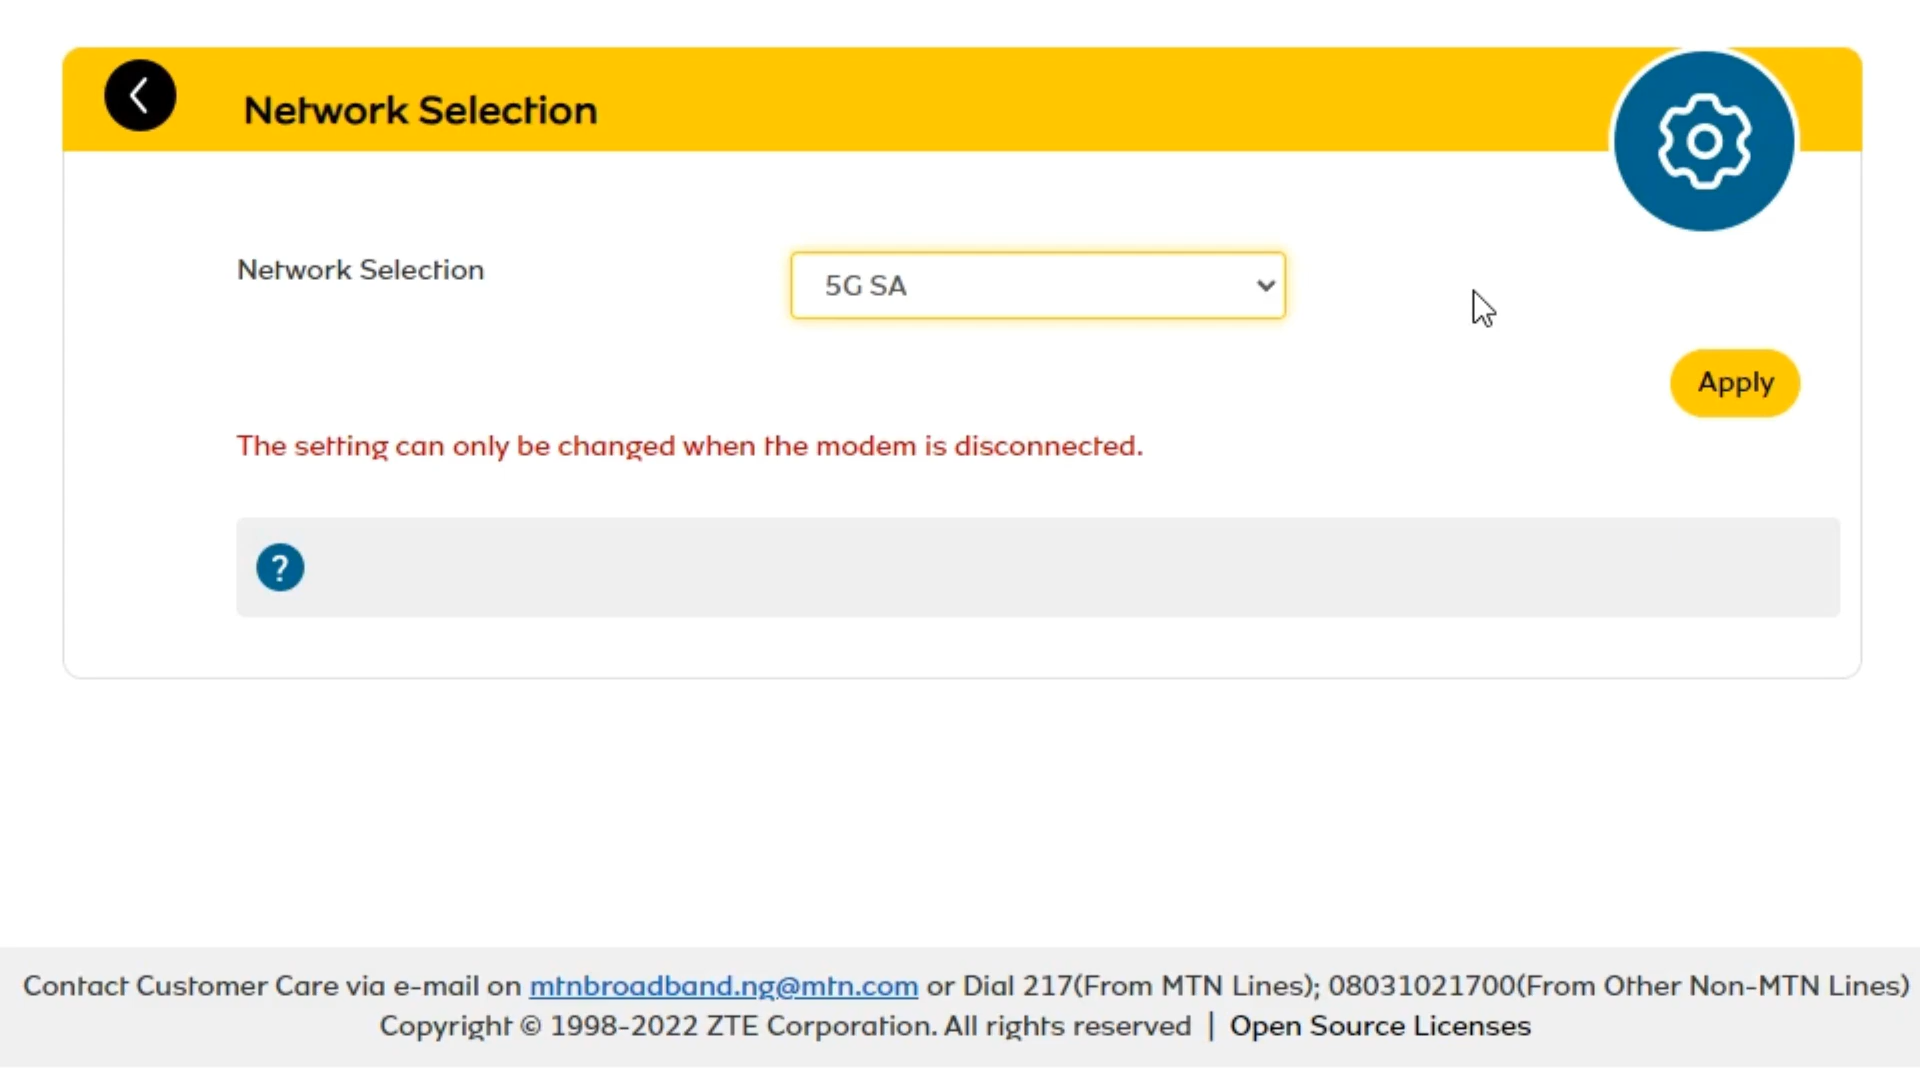 Network Selection
Network Selection
5G SA
Apply
The setting can only be changed when the modem is disconnected.
?
Contact Customer Care via e-mail on mtnbroadband.ng@mtn.com or Dial 217(From MTN Lines); 08031021700(From Other Non-MTN Lines)
Copyright © 1998-2022 ZTE Corporation. All rights reserved | Open Source Licenses